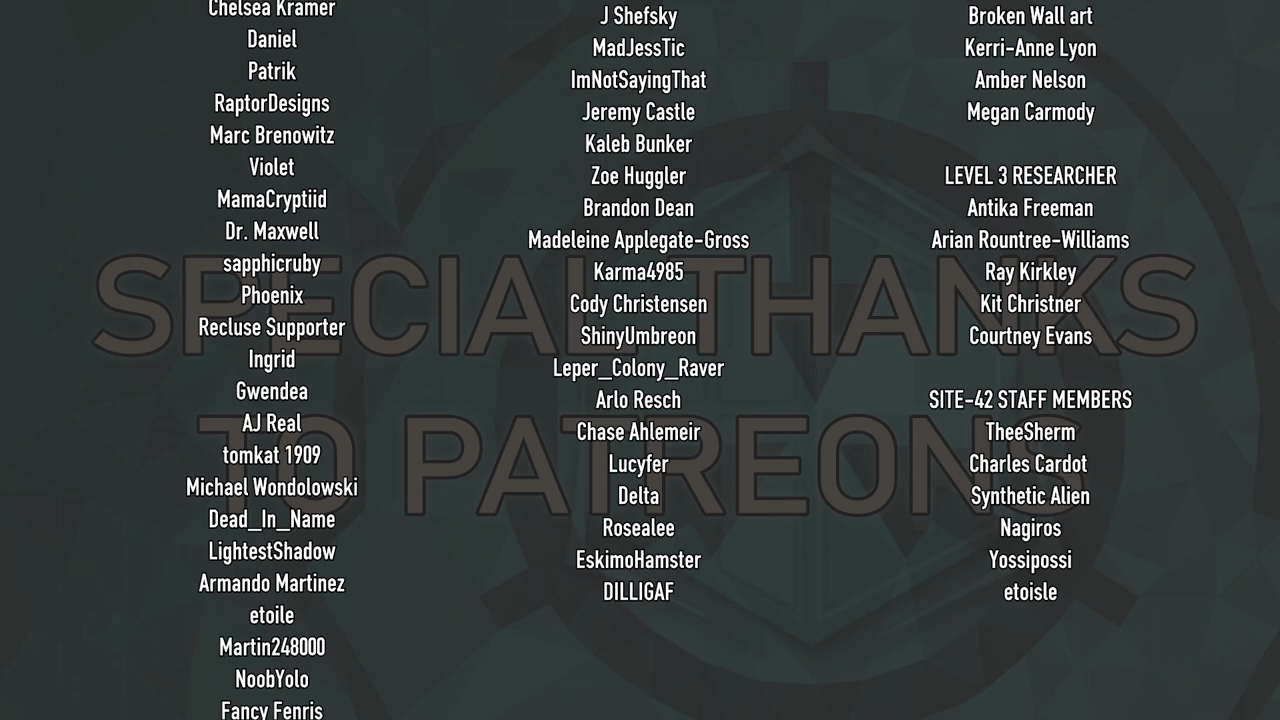 Chelsea Kramer
Daniel
Patrik
RaptorDesigns
Marc Brenowitz
Violet
MamaCryptiid
Dr. Maxwell
sapphicruby
Phoenix
Recluse Supporter
Ingrid
Gwendea
AJ Real
tomkat 1909
Michael Wondolowski
Dead_In_Name
LightestShadow
Armando Martinez
etoile
Martin248000
NoobYolo
Fancy Fenris
J Shefsky
MadJessTic
ImNotSayingThat
Jeremy Castle
Kaleb Bunker
Zoe Huggler
Brandon Dean
Madeleine Applegate-Gross
Karma4985
Cody Christensen
ShinyUmbreon
Leper_Colony_Raver
Arlo Resch
Chase Ahlemeir
Lucyfer
Delta
Rosealee
EskimoHamster
DILLIGAF
Broken Wall art
Kerri-Anne Lyon
Amber Nelson
Megan Carmody
LEVEL 3 RESEARCHER
Antika Freeman
Arian Rountree-Williams
Ray Kirkley
Kit Christner
Courtney Evans
SITE-42 STAFF MEMBERS
TheeSherm
Charles Cardot
Synthetic Alien
Nagiros
Yossipossi
etoisle
SPECIAL THANKS
TO PATREONS